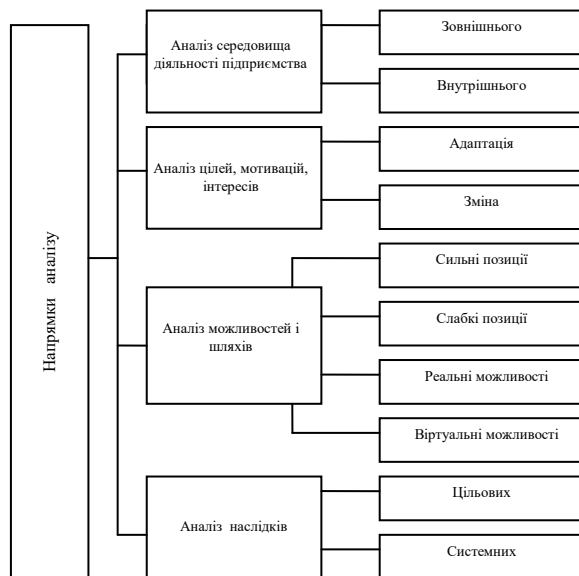 Напрямки аналізу
Аналіз середовища
діяльності підприємства
Зовнішнього
Внутрішнього
Аналіз цілей, мотивацій,
інтересів
Адаптація
Зміна
Аналіз можливостей і
шляхів
Сильні позиції
Слабкі позиції
Реальні можливості
Віртуальні можливості
Аналіз наслідків
Цільових
Системних